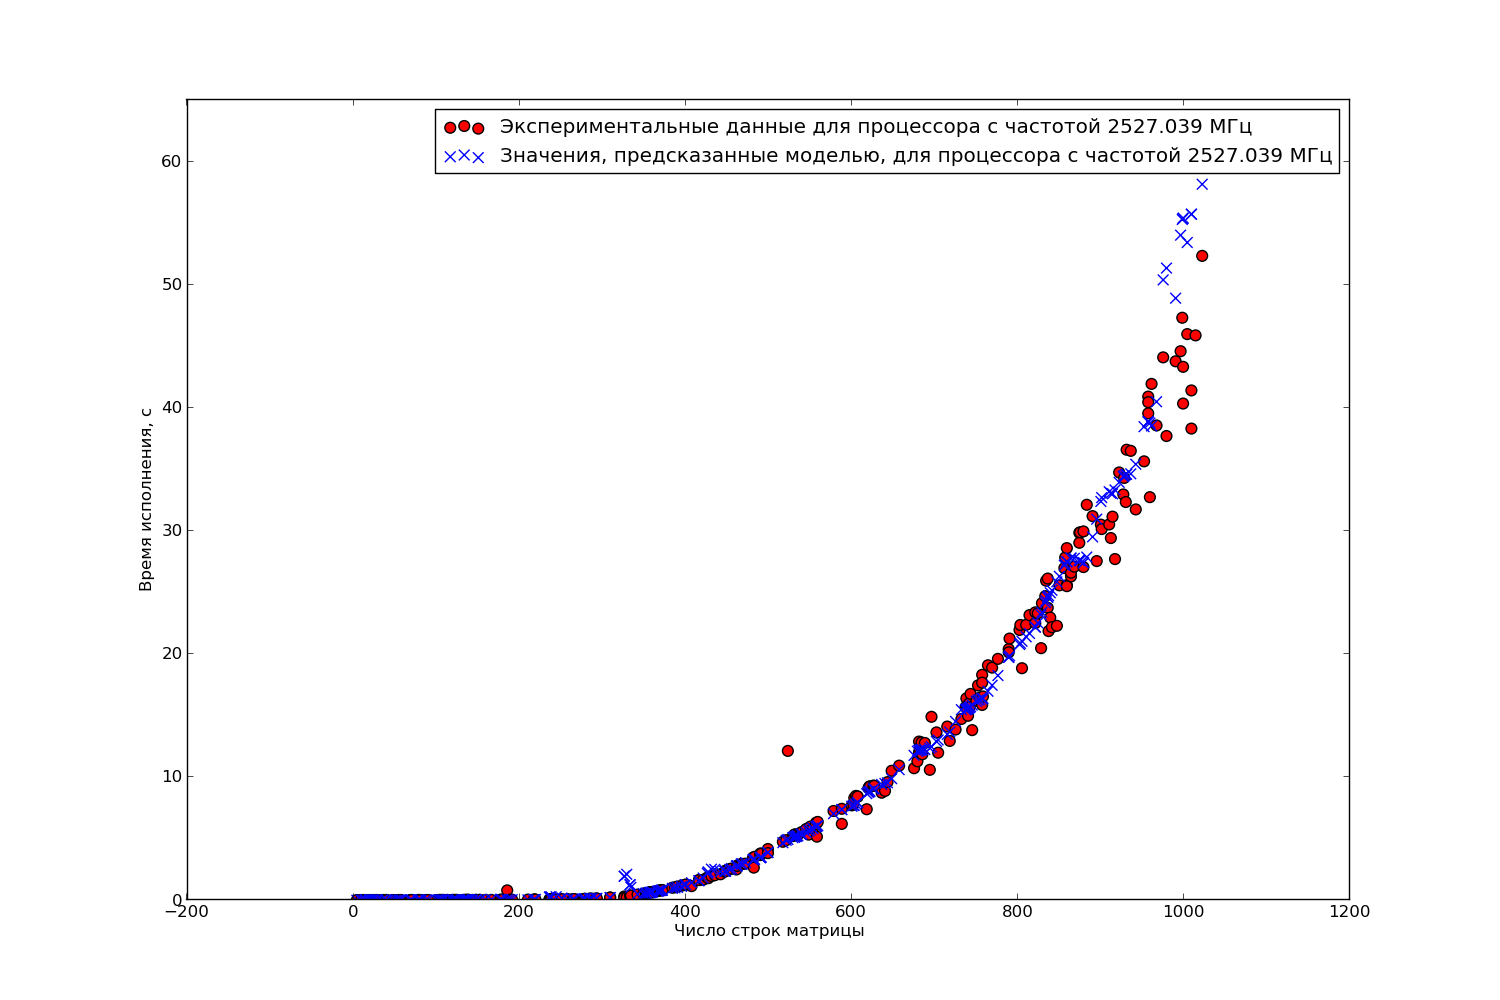 Экспериментальные данные для процессора с частотой 2527.039 МГц
Значения, предсказанные моделью, для процессора с частотой 2527.039 МГц
60
50
40
30
20
10
0
Время исполнения, с
−200 0 200 400 600 800 1000 1200
Число строк матрицы